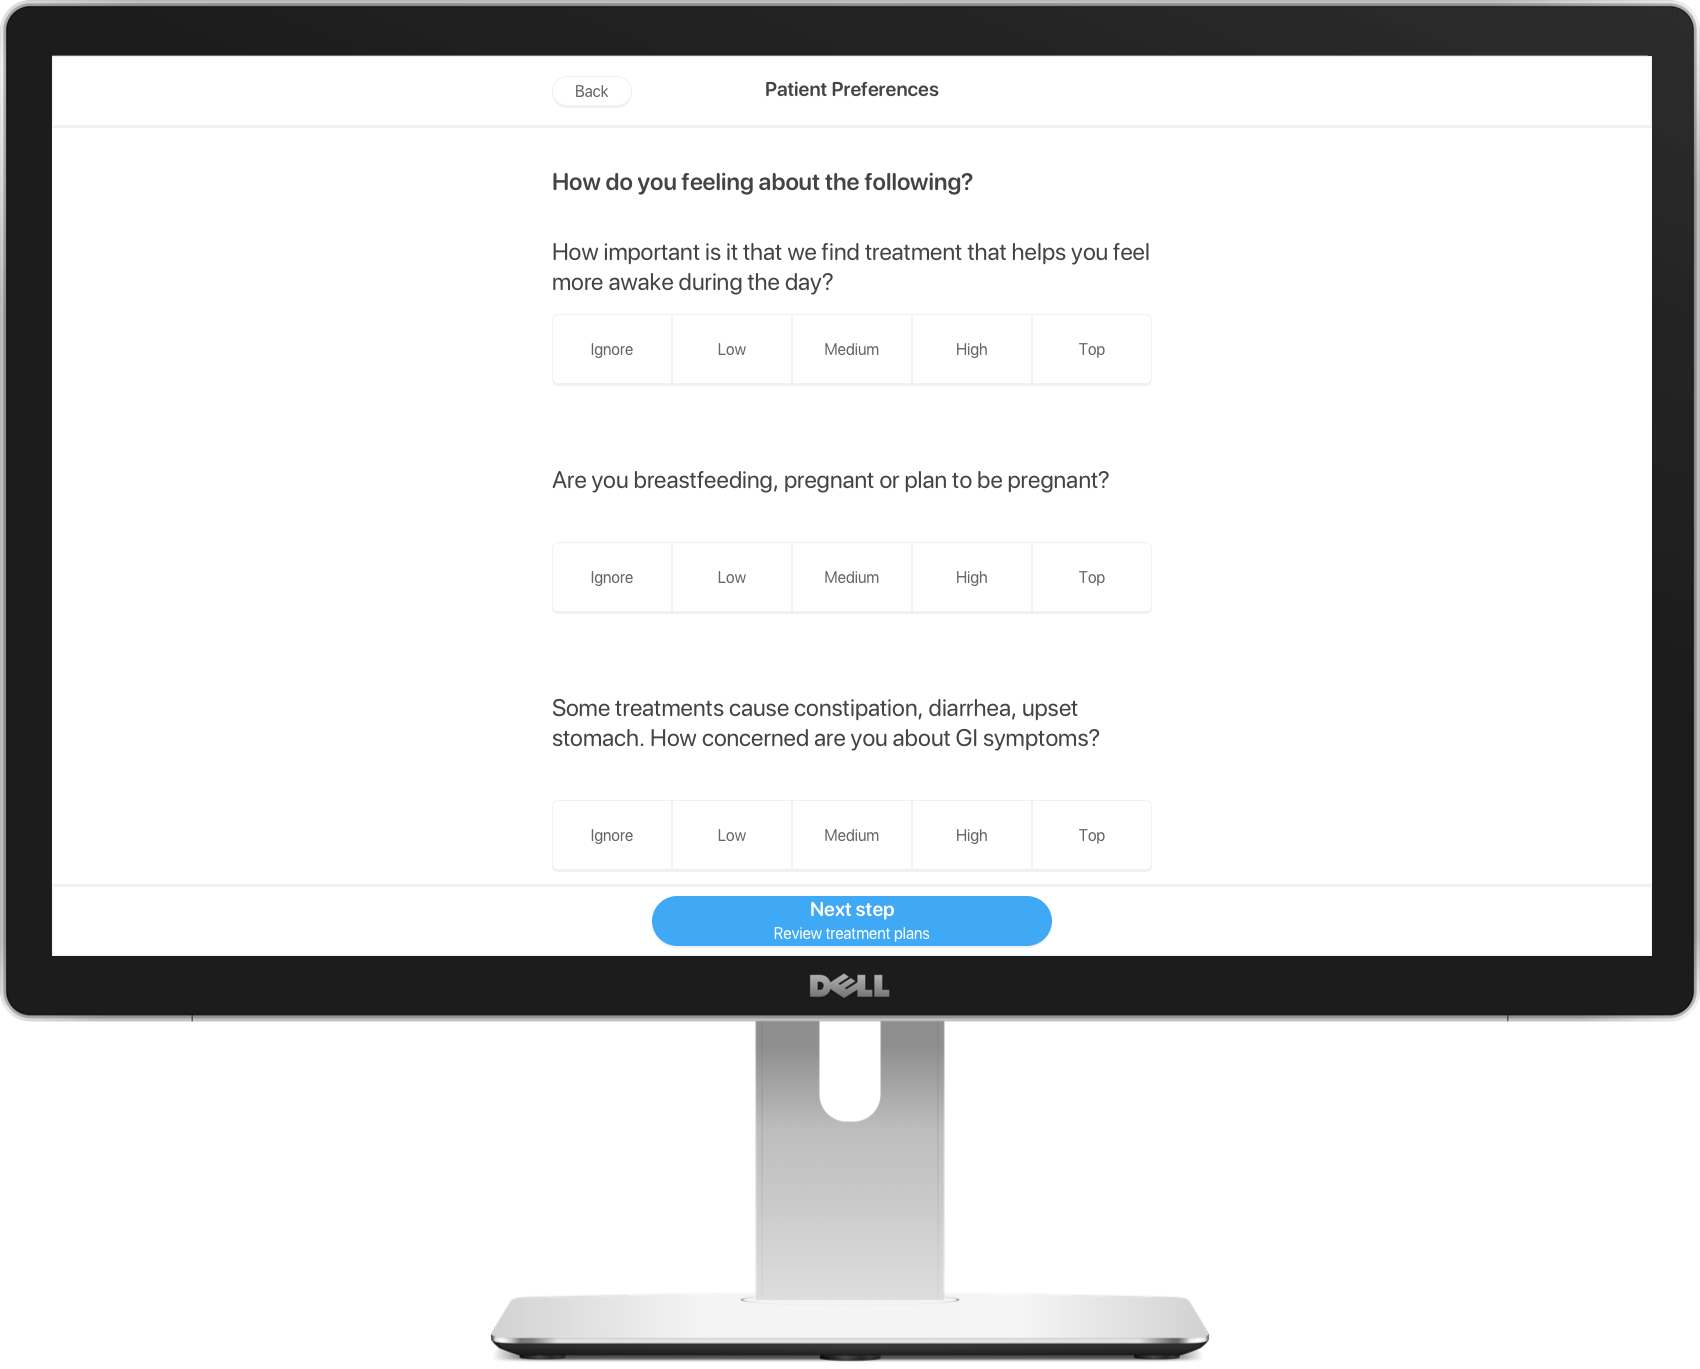 Back
Patient Preferences
How do you feeling about the following?
How important is it that we find treatment that helps you feel
more awake during the day?
Ignore Low Medium High Top
Are you breastfeeding, pregnant or plan to be pregnant?
Ignore Low Medium High Top
Some treatments cause constipation, diarrhea, upset
stomach. How concerned are you about GI symptoms?
Ignore Low Medium High Top
Next step
Review treatment plans
DELL